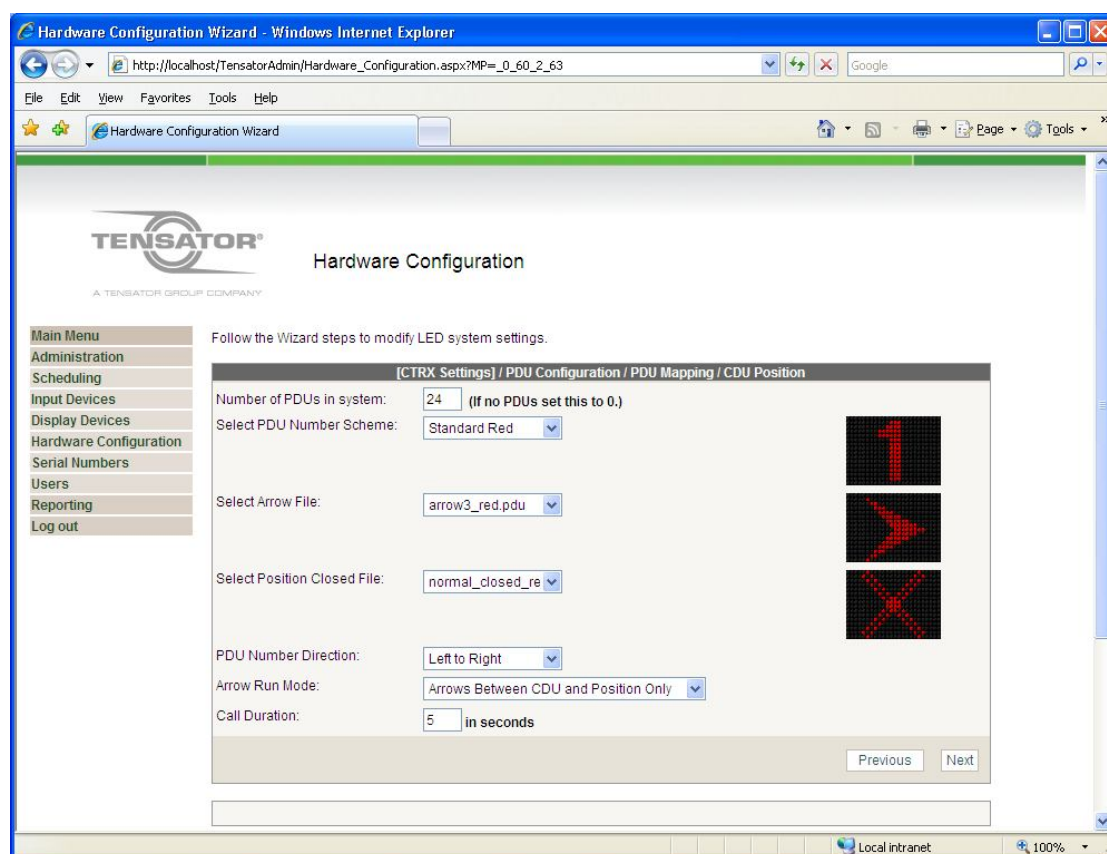 Hardware Configuration Wizard - Windows Internet Explorer
http://localhost/TensatorAdmin/Hardware_Configuration.aspx?MP=_0_60_2_63
Google
File Edit View Favorites Tools Help
Hardware Configuration Wizard
Page Tools »
TENSATOR®
A TENSATOR GROUP COMPANY
Hardware Configuration
Main Menu
Administration
Scheduling
Input Devices
Display Devices
Hardware Configuration
Serial Numbers
Users
Reporting
Log out
Follow the Wizard steps to modify LED system settings.
[CTRX Settings] / PDU Configuration / PDU Mapping / CDU Position
Number of PDUs in system: 24 (If no PDUs set this to 0.)
Select PDU Number Scheme: Standard Red
1
Select Arrow File: arrow3_red.pdu
Select Position Closed File: normal_closed_re
PDU Number Direction: Left to Right
Arrow Run Mode: Arrows Between CDU and Position Only
Call Duration: 5 in seconds
Previous Next
Local intranet 100%